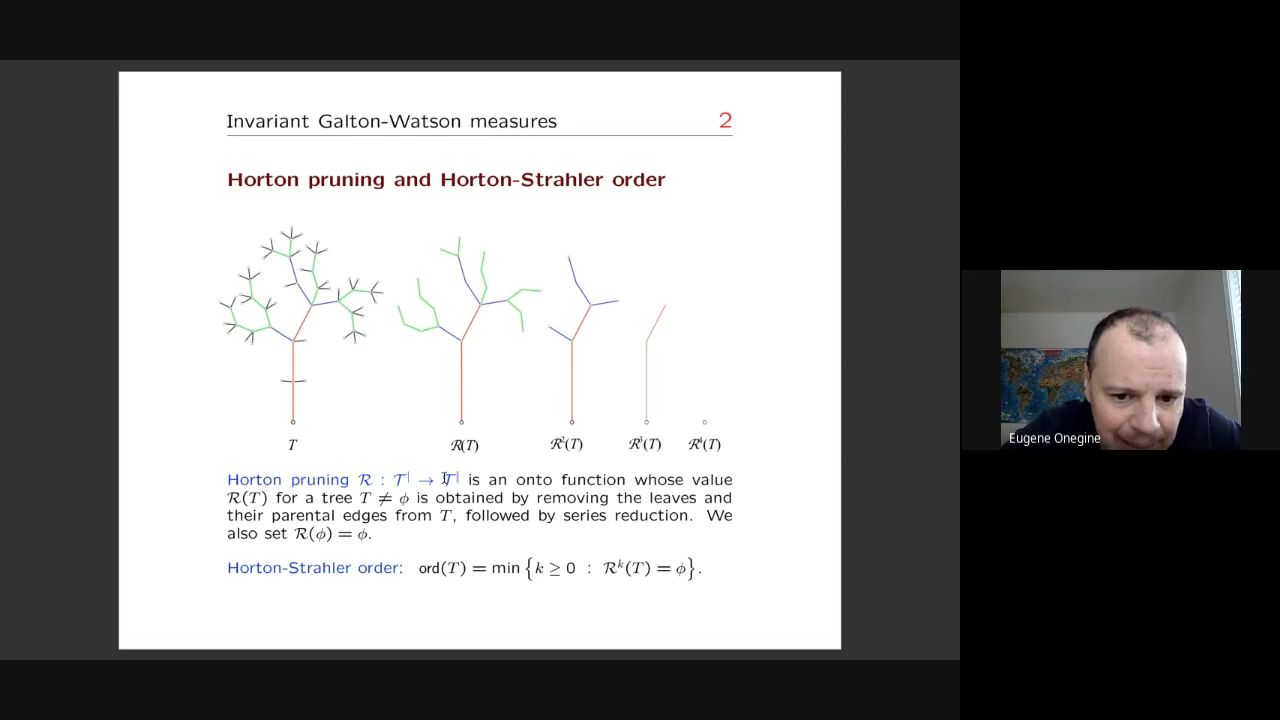 Invariant Galton-Watson measures 2
Horton pruning and Horton-Strahler order
T R(T) R²(T) R³(T) R⁴(T)
Horton pruning R : T| → T| is an onto function whose value
R(T) for a tree T ≠ ϕ is obtained by removing the leaves and
their parental edges from T, followed by series reduction. We
also set R(ϕ) = ϕ.
Horton-Strahler order: ord(T) = min {k ≥ 0 : Rᵏ(T) = ϕ}.
Eugene Onegine